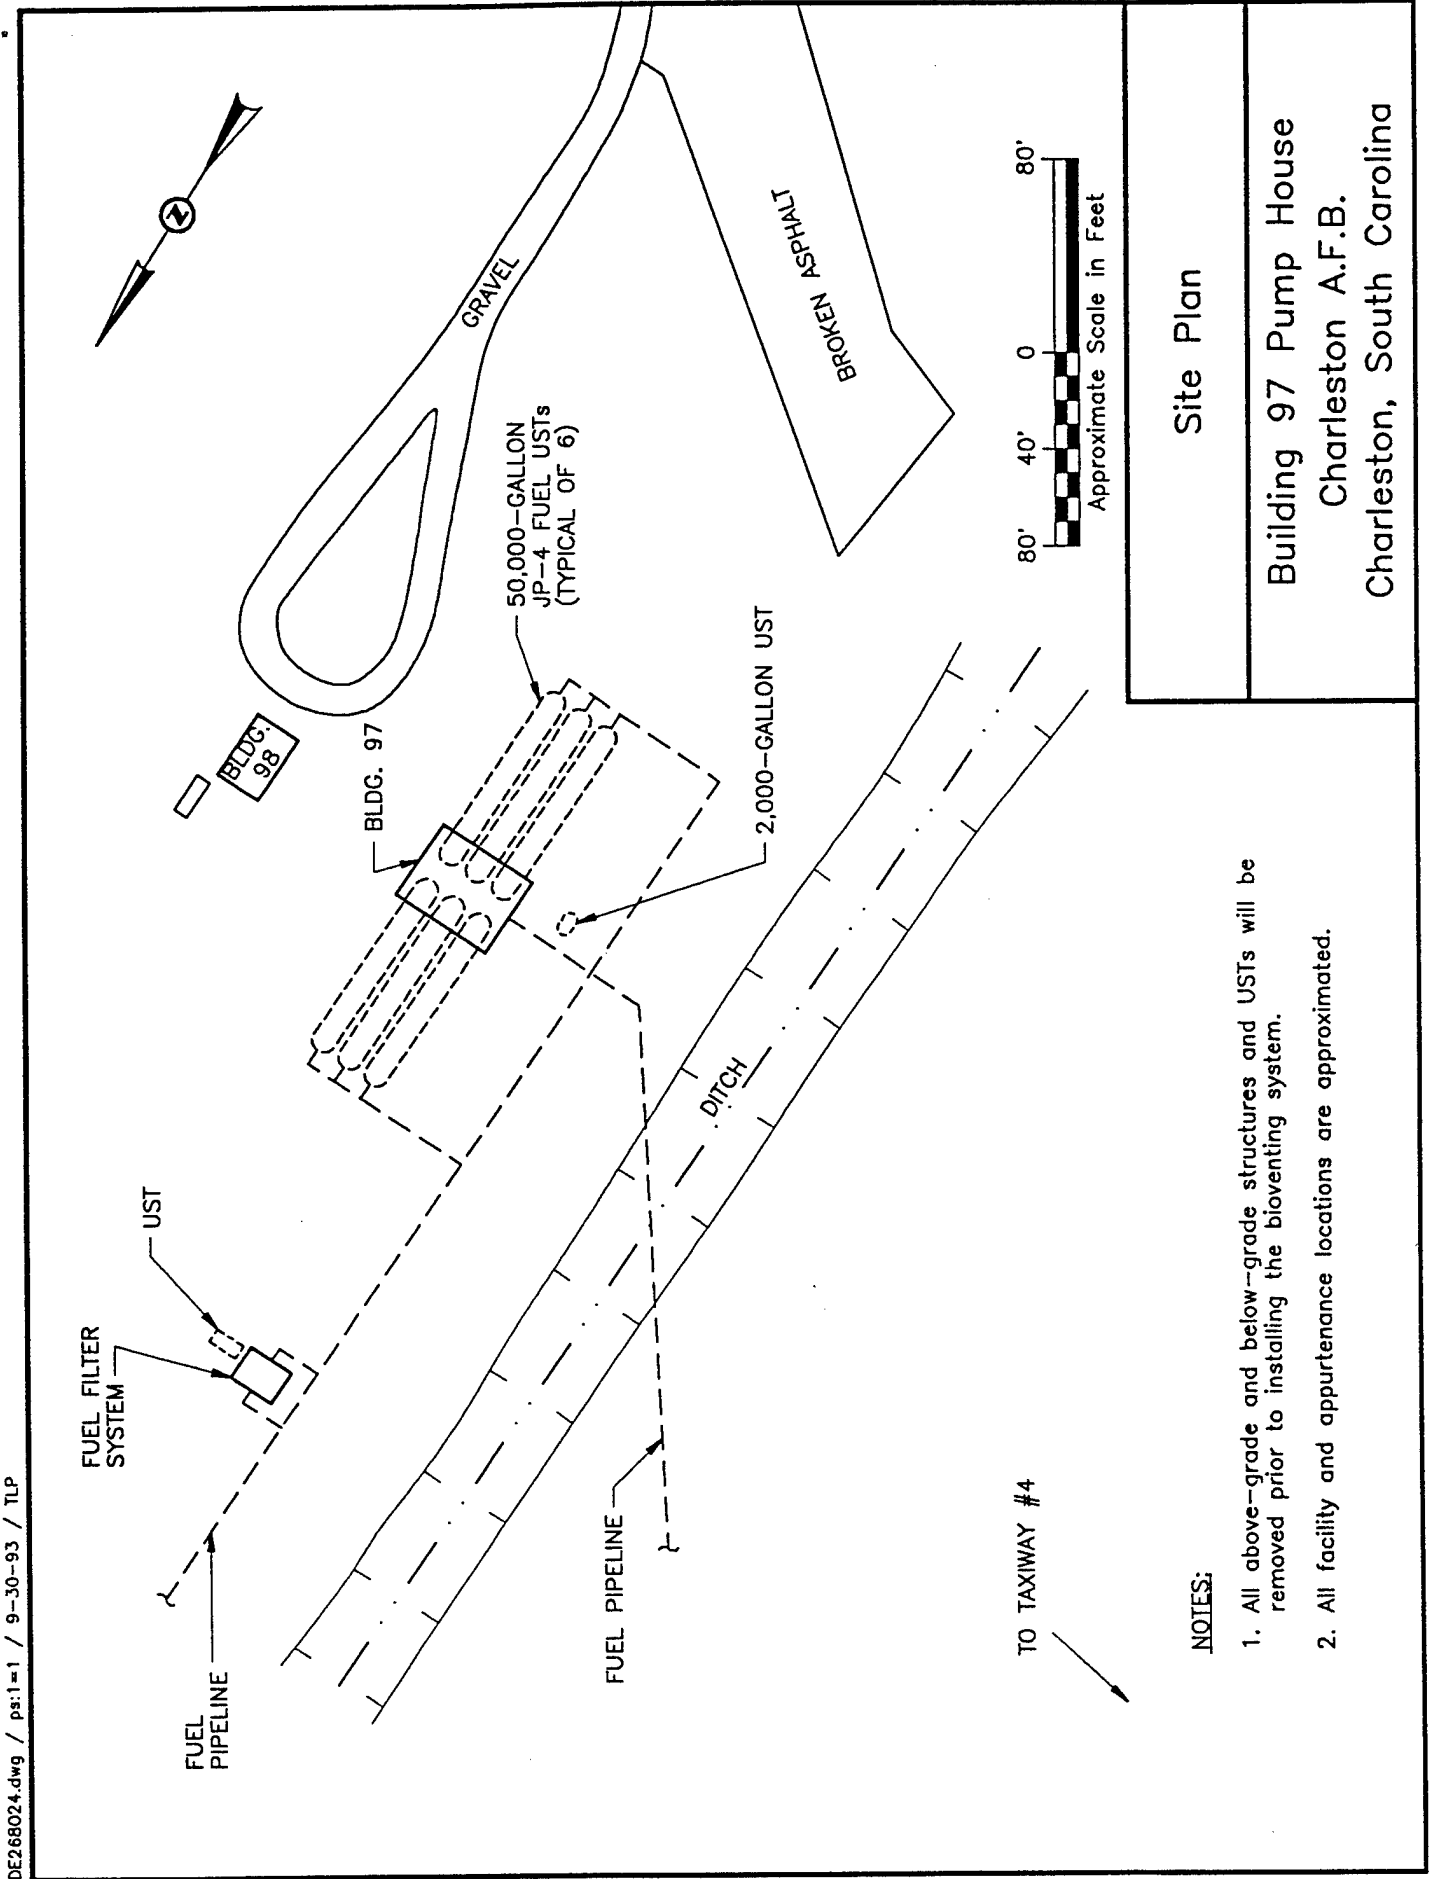 DE268024.dwg / ps:1=1 / 9-30-93 / TLP
N
GRAVEL
BROKEN ASPHALT
BLDG.
98
BLDG. 97
50,000-GALLON
JP-4 FUEL USTs
(TYPICAL OF 6)
2,000-GALLON UST
UST
FUEL FILTER
SYSTEM
FUEL
PIPELINE
FUEL PIPELINE
DITCH
TO TAXIWAY #4
80' 40' 0 80'
Approximate Scale in Feet
NOTES:
1. All above-grade and below-grade structures and USTs will be
removed prior to installing the bioventing system.
2. All facility and appurtenance locations are approximated.
Site Plan
Building 97 Pump House
Charleston A.F.B.
Charleston, South Carolina